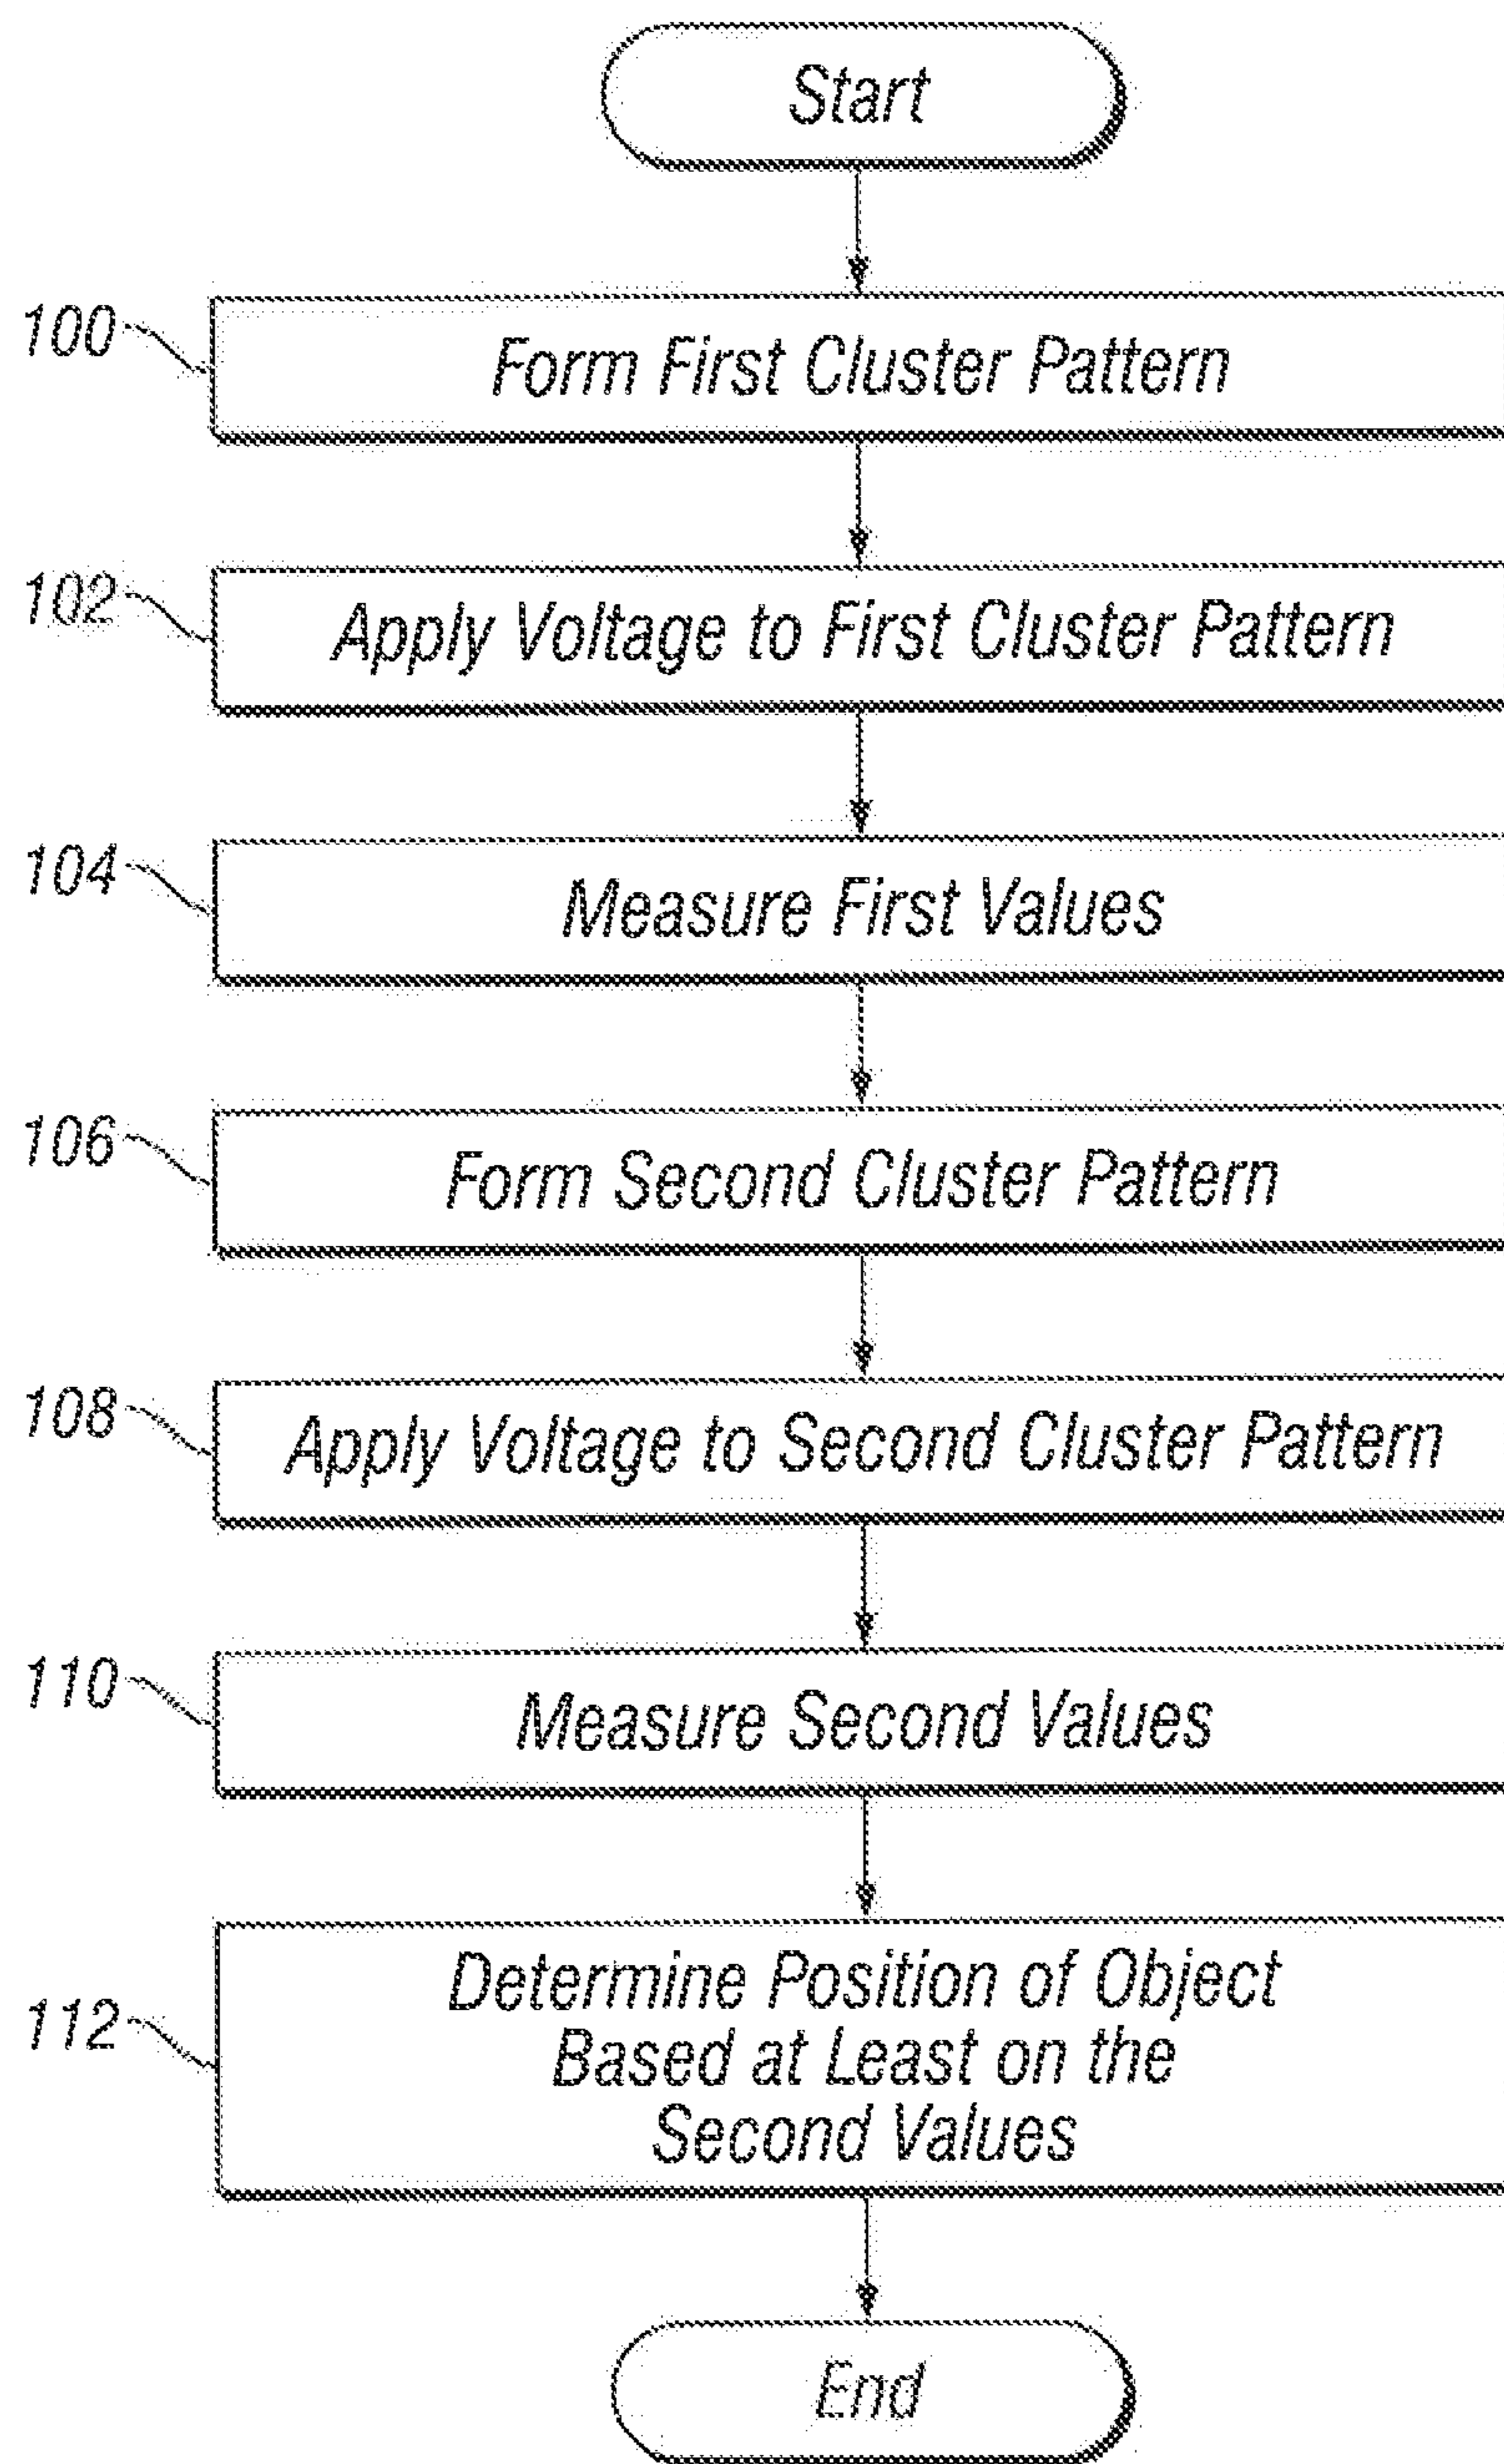 Start
100
Form First Cluster Pattern
102
Apply Voltage to First Cluster Pattern
104
Measure First Values
106
Form Second Cluster Pattern
108
Apply Voltage to Second Cluster Pattern
110
Measure Second Values
112
Determine Position of Object
Based at Least on the
Second Values
End